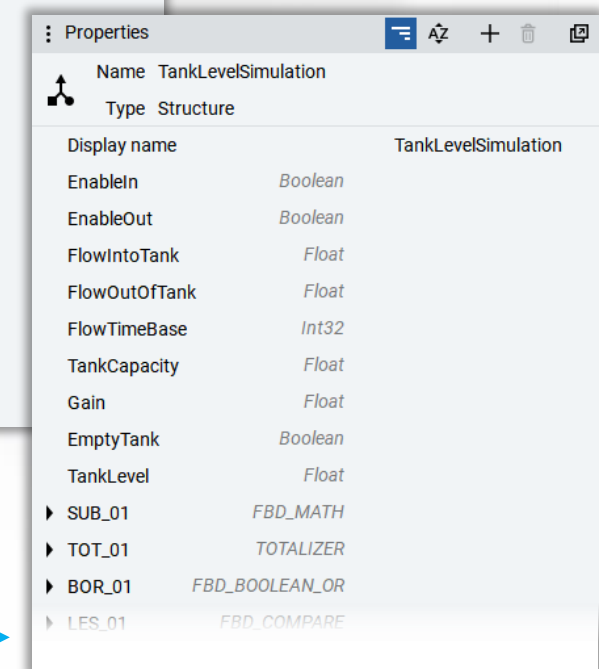 Properties
Name TankLevelSimulation
Type Structure
Display name TankLevelSimulation
EnableIn Boolean
EnableOut Boolean
FlowIntoTank Float
FlowOutOfTank Float
FlowTimeBase Int32
TankCapacity Float
Gain Float
EmptyTank Boolean
TankLevel Float
SUB_01 FBD_MATH
TOT_01 TOTALIZER
BOR_01 FBD_BOOLEAN_OR
LES_01 FBD_COMPARE